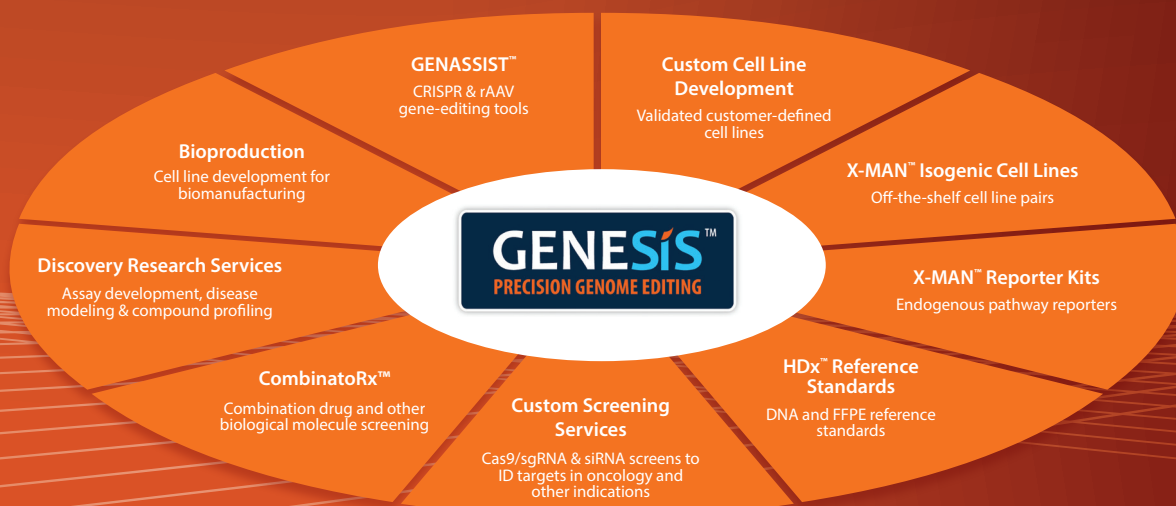 GENASSIST™
CRISPR & rAAV
gene-editing tools
Custom Cell Line
Development
Validated customer-defined
cell lines
X-MAN™ Isogenic Cell Lines
Off-the-shelf cell line pairs
X-MAN™ Reporter Kits
Endogenous pathway reporters
HDx™ Reference
Standards
DNA and FFPE reference
standards
Custom Screening
Services
Cas9/sgRNA & siRNA screens to
ID targets in oncology and
other indications
CombinatoRx™
Combination drug and other
biological molecule screening
Discovery Research Services
Assay development, disease
modeling & compound profiling
Bioproduction
Cell line development for
biomanufacturing
GENESiS™
PRECISION GENOME EDITING